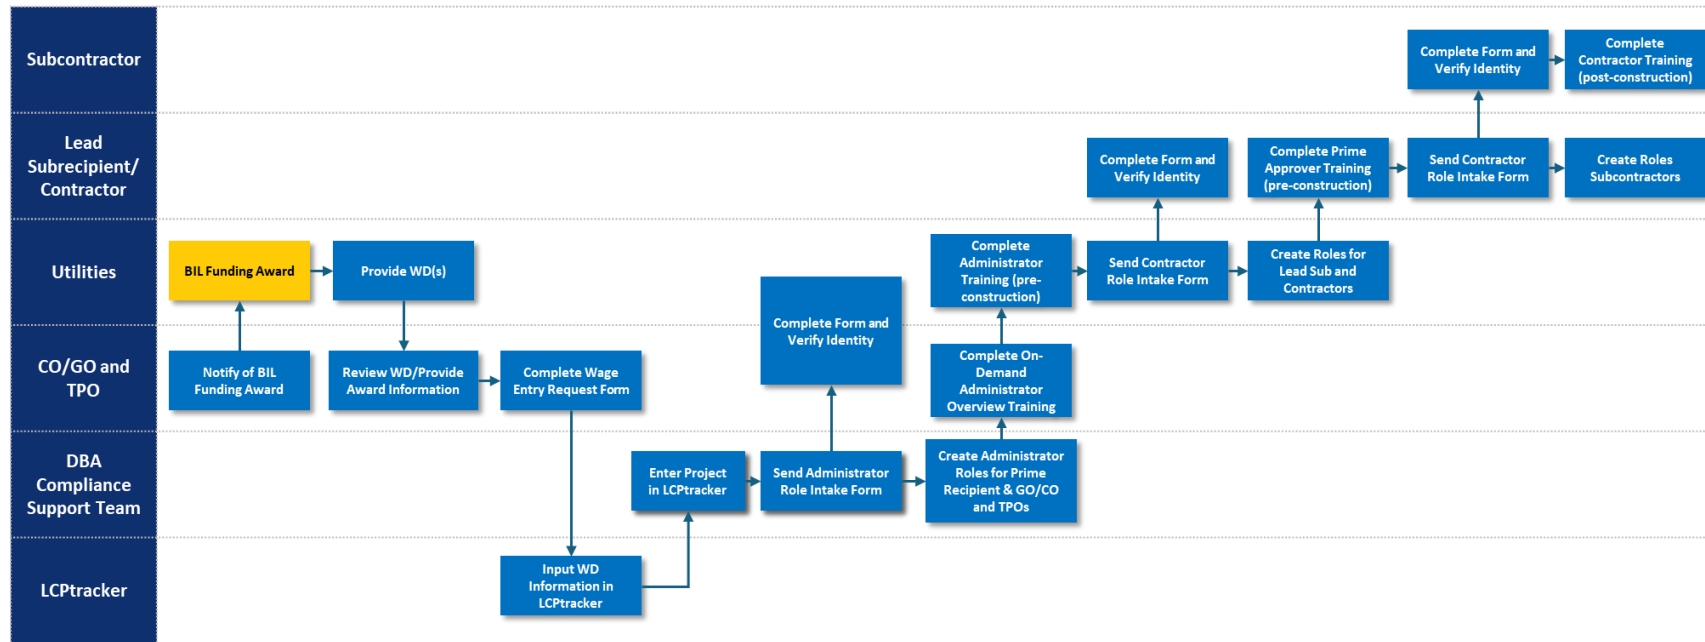 Subcontractor
Complete Form and
Verify Identity
Complete
Contractor Training
(post-construction)
Lead
Subrecipient/
Contractor
Complete Form and
Verify Identity
Complete Prime
Approver Training
(pre-construction)
Send Contractor
Role Intake Form
Create Roles
Subcontractors
Utilities
BIL Funding Award
Provide WD(s)
Complete Form and
Verify Identity
Complete
Administrator
Training (pre-
construction)
Send Contractor
Role Intake Form
Create Roles for
Lead Sub and
Contractors
CO/GO and
TPO
Notify of BIL
Funding Award
Review WD/Provide
Award Information
Complete Wage
Entry Request Form
Complete On-
Demand
Administrator
Overview Training
DBA
Compliance
Support Team
Enter Project
in LCPtracker
Send Administrator
Role Intake Form
Create Administrator
Roles for Prime
Recipient & GO/CO
and TPOs
LCPtracker
Input WD
Information in
LCPtracker